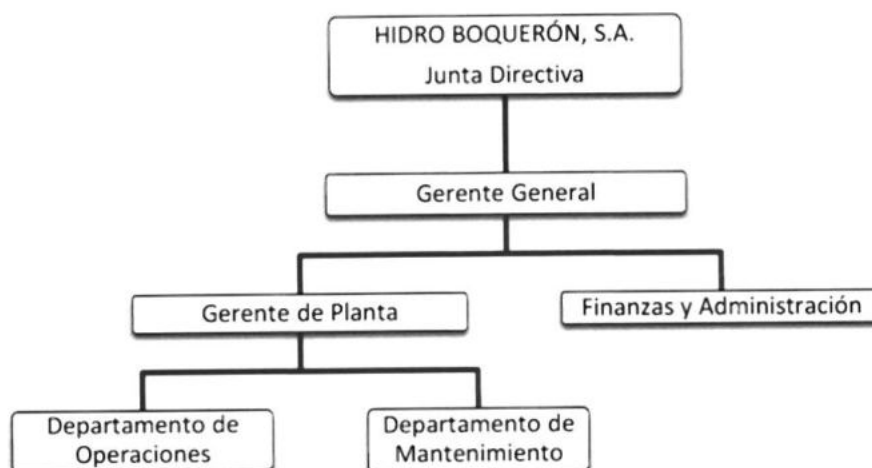 HIDRO BOQUERÓN, S.A.
Junta Directiva
Gerente General
Gerente de Planta
Finanzas y Administración
Departamento de
Operaciones
Departamento de
Mantenimiento